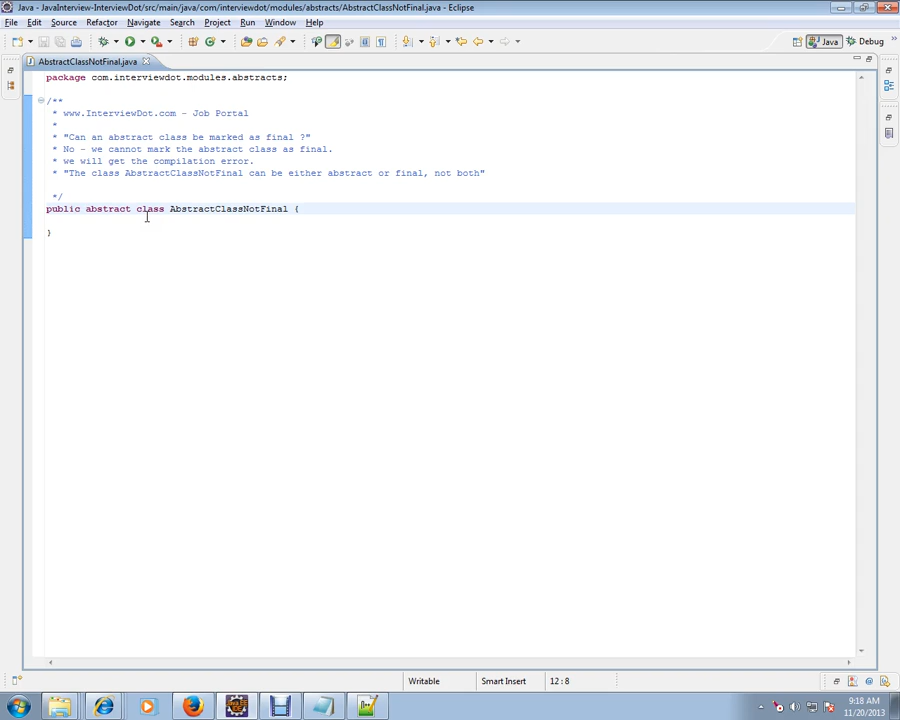 Java - JavaInterview-InterviewDot/src/main/java/com/interviewdot/modules/abstracts/AbstractClassNotFinal.java - Eclipse
File Edit Source Refactor Navigate Search Project Run Window Help
Java Debug
AbstractClassNotFinal.java
package com.interviewdot.modules.abstracts;
/**
* www.InterviewDot.com - Job Portal
*
* "Can an abstract class be marked as final ?"
* No - we cannot mark the abstract class as final.
* we will get the compilation error.
* "The class AbstractClassNotFinal can be either abstract or final, not both"
*/
public abstract class AbstractClassNotFinal {
}
Writable Smart Insert 12 : 8
9:18 AM
11/20/2013